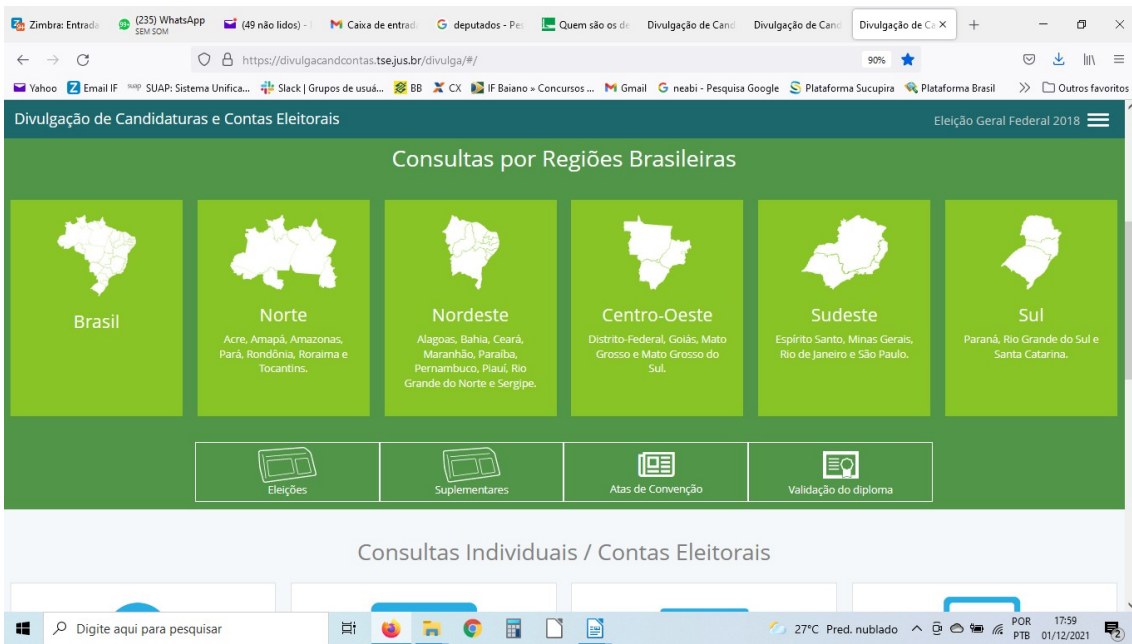 Zimbra: Entrada
(235) WhatsApp
SEM SOM
(49 não lidos) -
Caixa de entrad
deputados - Pes
Quem são os de
Divulgação de Cand
Divulgação de Cand
Divulgação de Ca
https://divulgacandcontas.tse.jus.br/divulga/#/
90%
Yahoo Email IF SUAP: Sistema Unifica... Slack | Grupos de usuá... BB CX IF Baiano » Concursos ... Gmail neabi - Pesquisa Google Plataforma Sucupira Plataforma Brasil Outros favoritos
Divulgação de Candidaturas e Contas Eleitorais
Eleição Geral Federal 2018
Consultas por Regiões Brasileiras
Brasil
Norte
Acre, Amapá, Amazonas,
Pará, Rondônia, Roraima e
Tocantins.
Nordeste
Alagoas, Bahia, Ceará,
Maranhão, Paraíba,
Pernambuco, Piauí, Rio
Grande do Norte e Sergipe.
Centro-Oeste
Distrito-Federal, Goiás, Mato
Grosso e Mato Grosso do
Sul.
Sudeste
Espírito Santo, Minas Gerais,
Rio de Janeiro e São Paulo.
Sul
Paraná, Rio Grande do Sul e
Santa Catarina.
Eleições
Suplementares
Atas de Convenção
Validação do diploma
Consultas Individuais / Contas Eleitorais
Digite aqui para pesquisar
27°C Pred. nublado
POR
PTB
17:59
01/12/2021
2